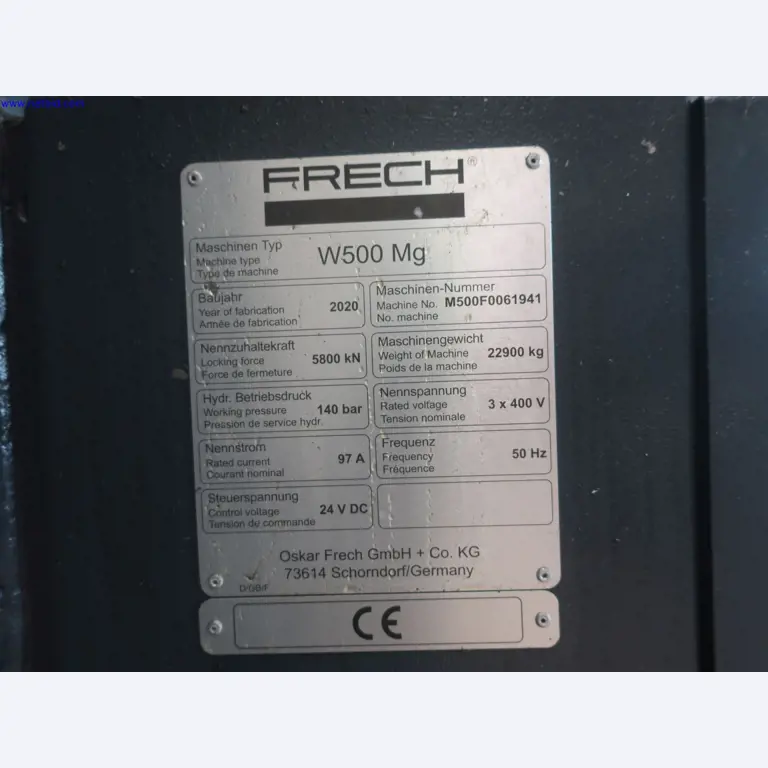 FRECH®
Maschinen Typ
Machine type
Type de machine
W500 Mg
Baujahr
Year of fabrication
Année de fabrication
2020
Maschinen-Nummer
Machine No.
No. machine
M500F0061941
Nennzuhaltekraft
Locking force
Force de fermeture
5800 kN
Maschinengewicht
Weight of Machine
Poids de la machine
22900 kg
Hydr. Betriebsdruck
Working pressure
Pression de service hydr.
140 bar
Nennspannung
Rated voltage
Tension nominale
3 x 400 V
Nennstrom
Rated current
Courant nominal
97 A
Frequenz
Frequency
Fréquence
50 Hz
Steuerspannung
Control voltage
Tension de commande
24 V DC
Oskar Frech GmbH + Co. KG
73614 Schorndorf/Germany
D/GB/F
CE